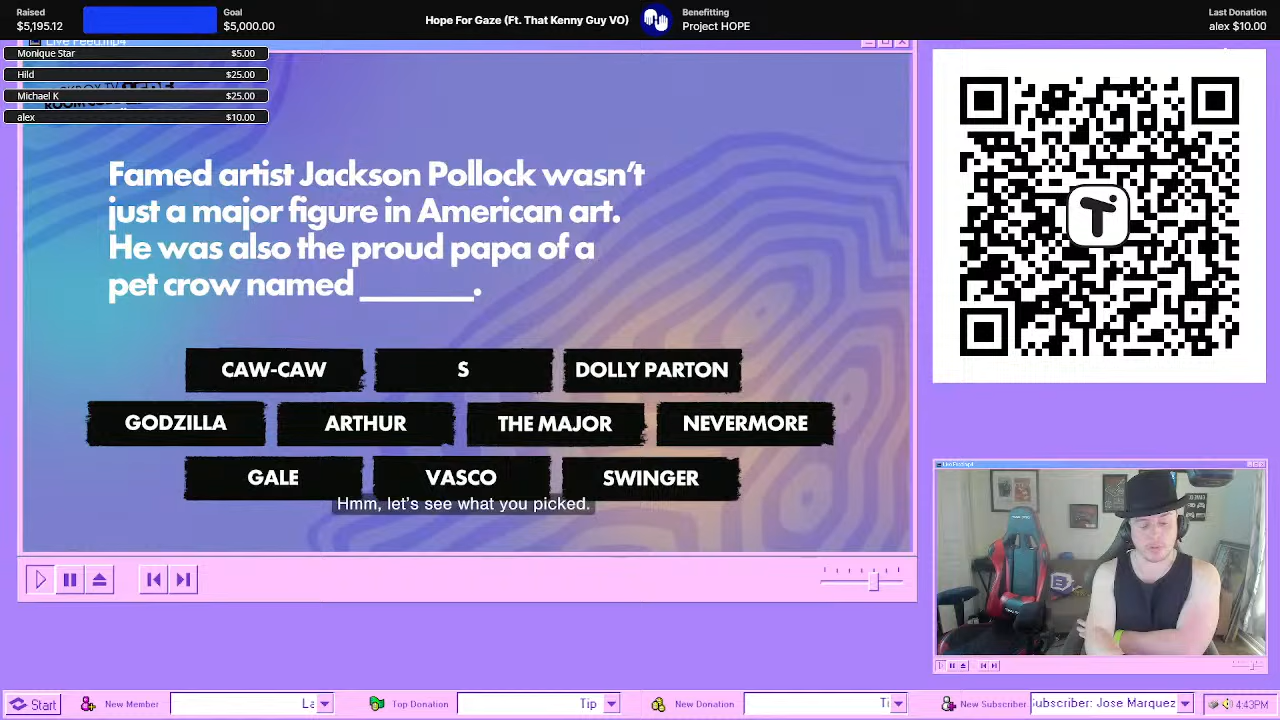 Raised
$5,195.12
Goal
$5,000.00
Hope For Gaze (Ft. That Kenny Guy VO)
Benefitting
Project HOPE
Last Donation
alex $10.00
Monique Star $5.00
Hild $25.00
Michael K $25.00
alex $10.00
Famed artist Jackson Pollock wasn't
just a major figure in American art.
He was also the proud papa of a
pet crow named ________.
CAW-CAW
S
DOLLY PARTON
GODZILLA
ARTHUR
THE MAJOR
NEVERMORE
GALE
VASCO
SWINGER
Hmm, let's see what you picked.
Start
New Member
La
Top Donation
Tip
New Donation
New Subscriber
ubscriber: Jose Marquez
4:43PM